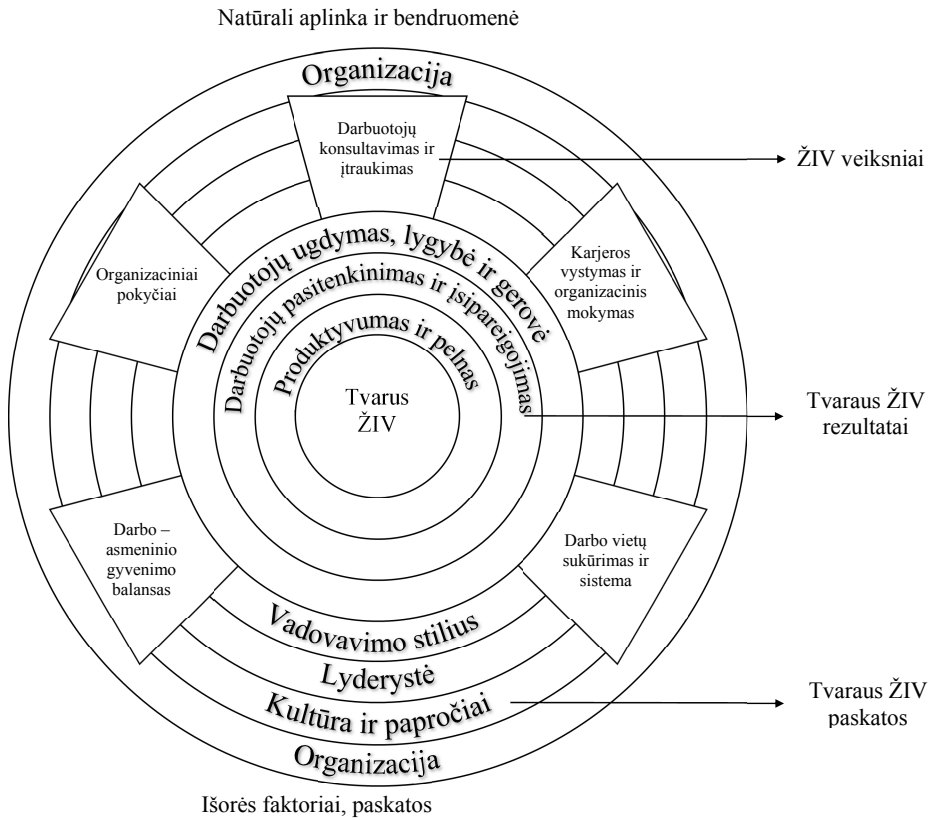 Natūrali aplinka ir bendruomenė
Organizacija
Darbuotojų
konsultavimas ir
įtraukimas
ŽIV veiksniai
Darbuotojų ugdymas, lygybė ir gerovė
Organizaciniai
pokyčiai
Karjeros
vystymas ir
organizacinis
mokymas
Darbuotojų pasitenkinimas ir įsipareigojimas
Produktyvumas ir pelnas
Tvarus
ŽIV
Tvaraus ŽIV
rezultatai
Darbo –
asmeninio
gyvenimo
balansas
Darbo vietų
sukūrimas ir
sistema
Vadovavimo stilius
Lyderystė
Kultūra ir papročiai
Tvaraus ŽIV
paskatos
Organizacija
Išorės faktoriai, paskatos